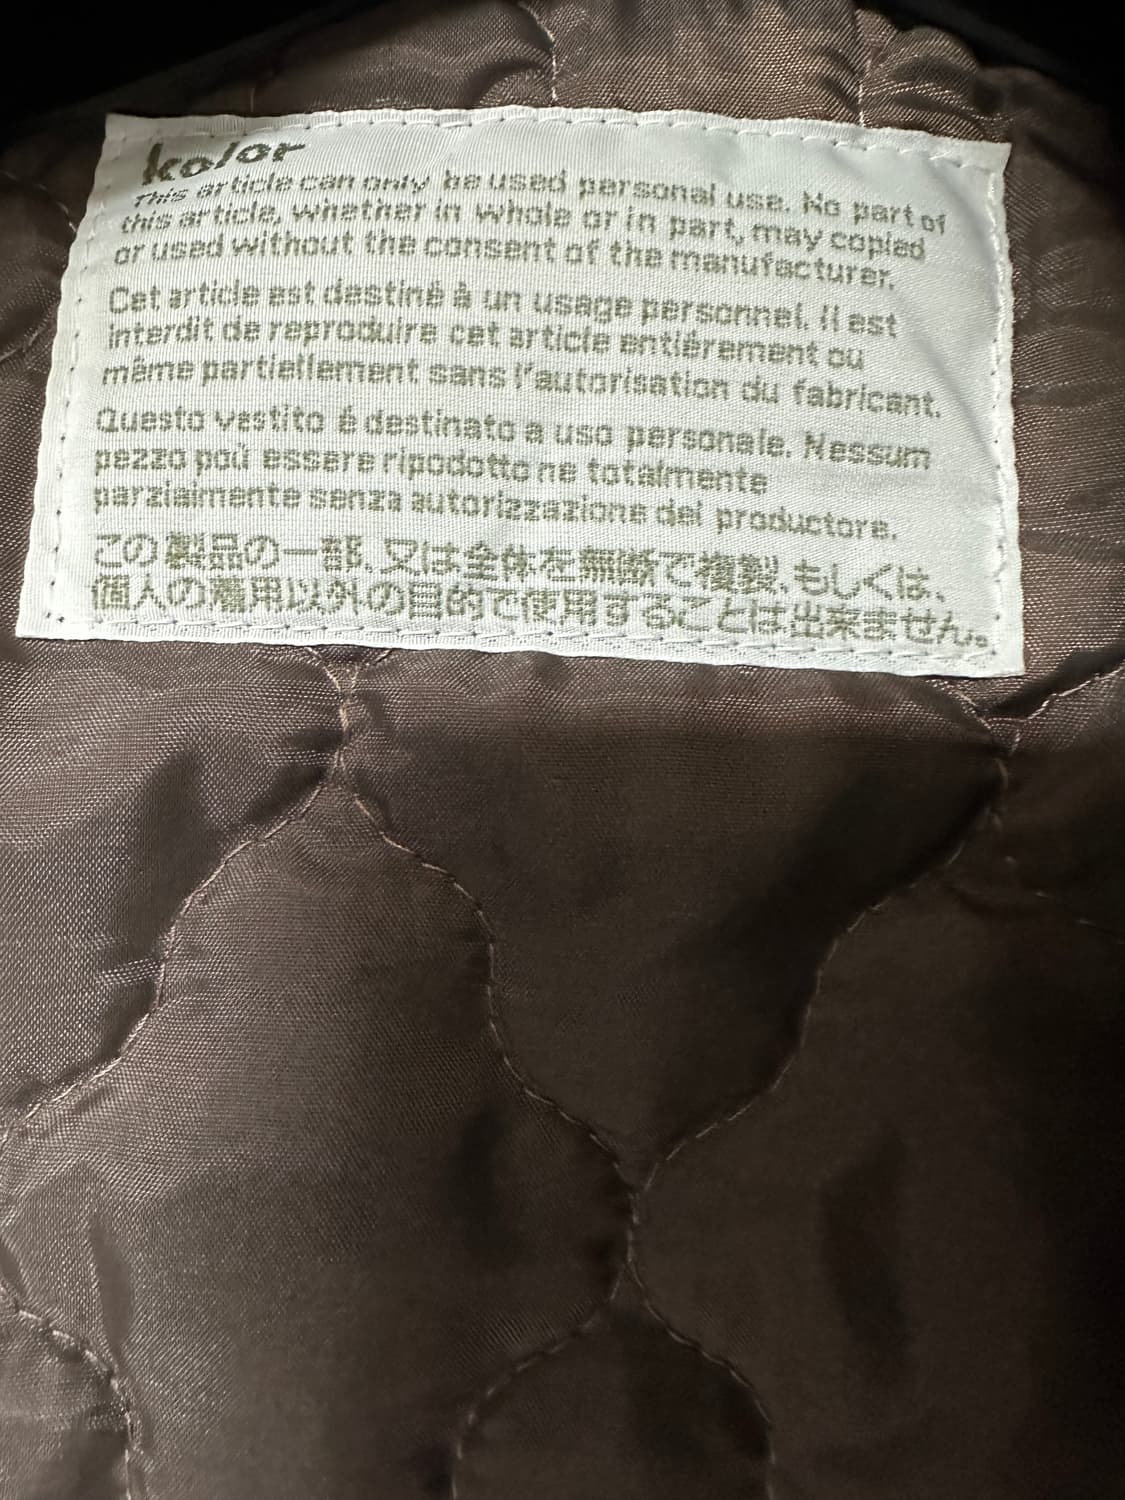 kolor
This article can only be used personal use. No part of
this article, whether in whole or in part, may copied
or used without the consent of the manufacturer.
Cet article est destiné à un usage personnel. Il est
interdit de reproduire cet article entiérement ou
même partiellement sans l'autorisation du fabricant.
Questo vestito é destinato a uso personale. Nessum
pezzo poù essere ripodotto ne totalmente
parzialmente senza autorizzazione del productore.
この製品の一部、又は全体を無断で複製、もしくは、
個人の着用以外の目的で使用することは出来ません。